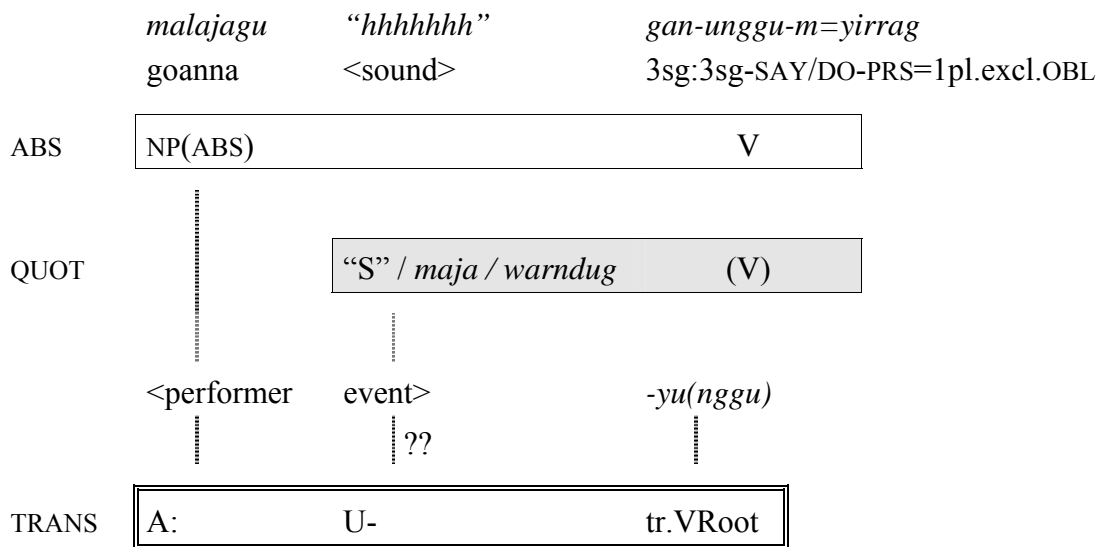 malajagu “hhhhhhh” gan-unggu-m=yirrag
goanna <sound> 3sg:3sg-SAY/DO-PRS=1pl.excl.OBL
ABS NP(ABS) V
QUOT “S” / maja / warndug (V)
<performer event> -yu(nggu)
??
TRANS A: U- tr.VRoot